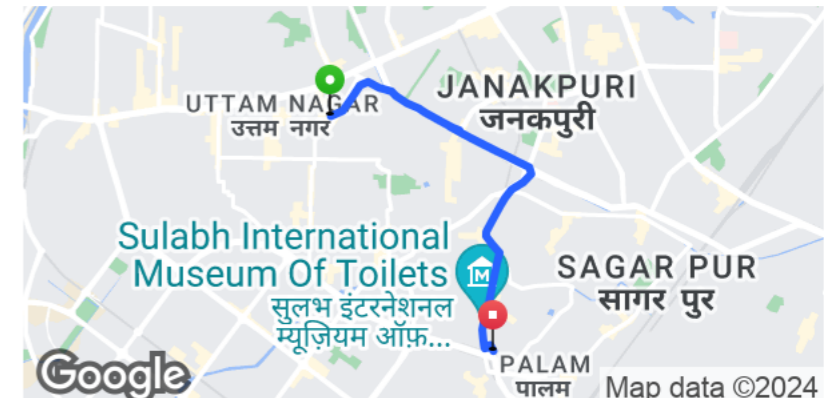 JANAKPURI
जनकपुरी
UTTAM NAGAR
उत्तम नगर
Sulabh International
Museum Of Toilets
सुलभ इंटरनेशनल
म्यूज़ियम ऑफ़...
M
SAGAR PUR
सागर पुर
PALAM
पालम
Google
Map data ©2024